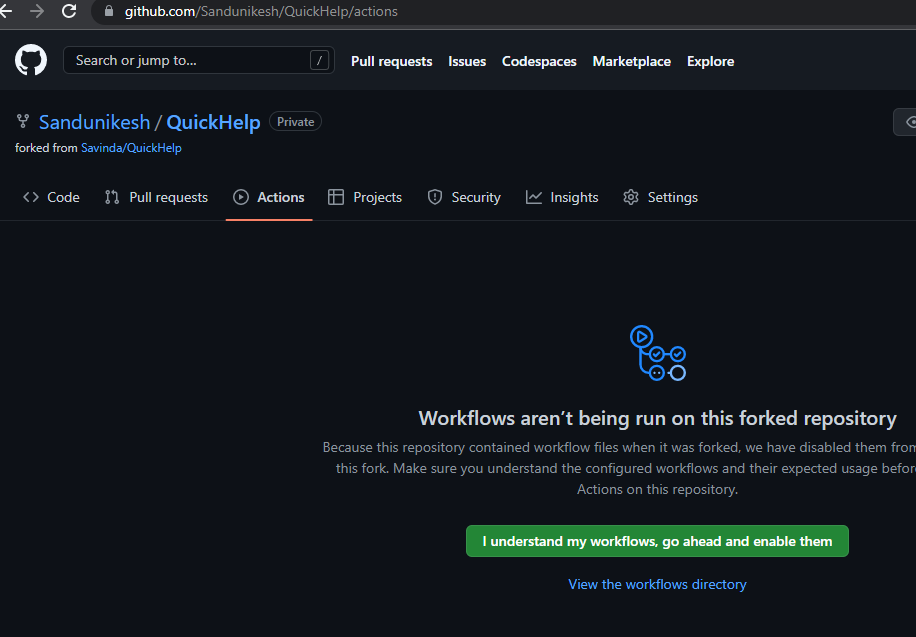 github.com/Sandunikesh/QuickHelp/actions
Search or jump to... /
Pull requests Issues Codespaces Marketplace Explore
Sandunikesh / QuickHelp Private
forked from Savinda/QuickHelp
Code Pull requests Actions Projects Security Insights Settings
Workflows aren’t being run on this forked repository
Because this repository contained workflow files when it was forked, we have disabled them from
this fork. Make sure you understand the configured workflows and their expected usage before
Actions on this repository.
I understand my workflows, go ahead and enable them
View the workflows directory